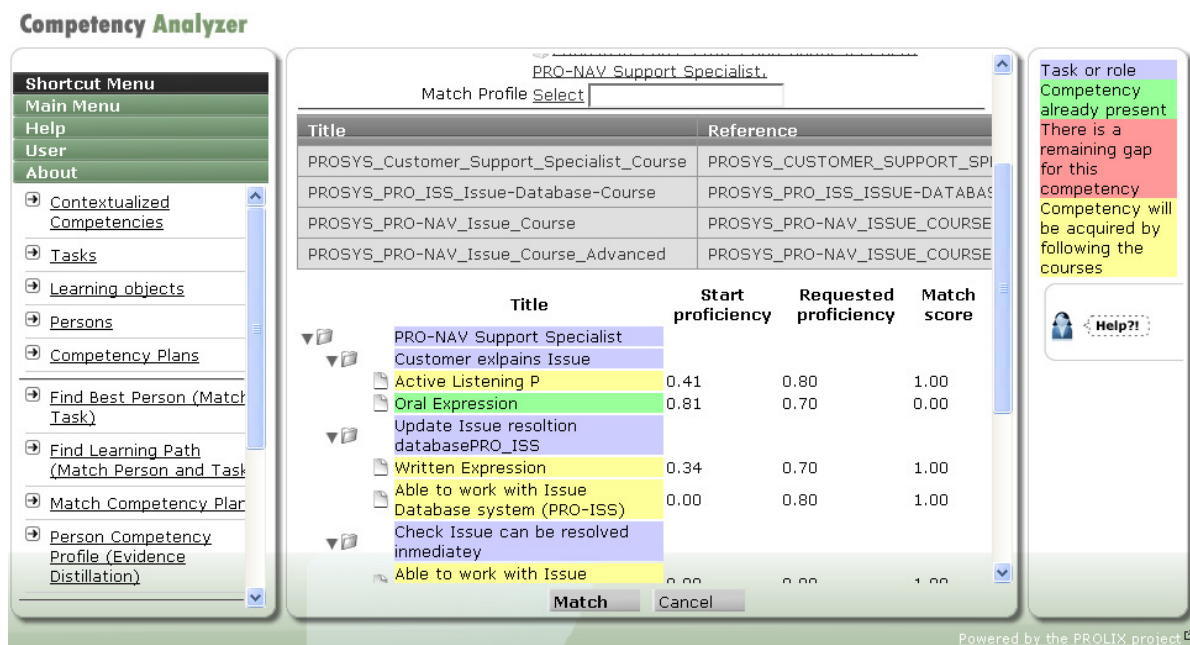 Competency Analyzer
Shortcut Menu
Main Menu
Help
User
About
Contextualized
Competencies
Tasks
Learning objects
Persons
Competency Plans
Find Best Person (Match
Task)
Find Learning Path
(Match Person and Task
Match Competency Plan
Person Competency
Profile (Evidence
Distillation)
PRO-NAV Support Specialist.
Match Profile Select
Title Reference
PROSYS_Customer_Support_Specialist_Course PROSYS_CUSTOMER_SUPPORT_SPE
PROSYS_PRO_ISS_Issue-Database-Course PROSYS_PRO_ISS_ISSUE-DATABAS
PROSYS_PRO-NAV_Issue_Course PROSYS_PRO-NAV_ISSUE_COURSE
PROSYS_PRO-NAV_Issue_Course_Advanced PROSYS_PRO-NAV_ISSUE_COURSE
Title Start proficiency Requested proficiency Match score
PRO-NAV Support Specialist
Customer exlpains Issue
Active Listening P 0.41 0.80 1.00
Oral Expression 0.81 0.70 0.00
Update Issue resoltion
databasePRO_ISS
Written Expression 0.34 0.70 1.00
Able to work with Issue
Database system (PRO-ISS) 0.00 0.80 1.00
Check Issue can be resolved
inmediatey
Able to work with Issue
Match Cancel
Task or role
Competency
already present
There is a
remaining gap
for this
competency
Competency will
be acquired by
following the
courses
Help?!
Powered by the PROLIX project